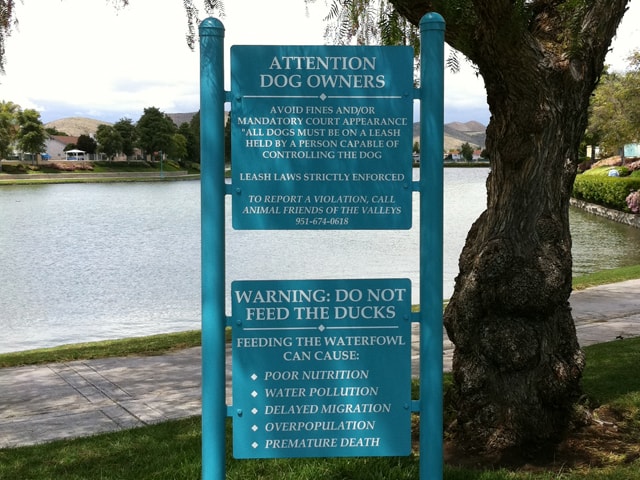 ATTENTION
DOG OWNERS
AVOID FINES AND/OR
MANDATORY COURT APPEARANCE
"ALL DOGS MUST BE ON A LEASH
HELD BY A PERSON CAPABLE OF
CONTROLLING THE DOG
LEASH LAWS STRICTLY ENFORCED
TO REPORT A VIOLATION, CALL
ANIMAL FRIENDS OF THE VALLEYS
951-674-0618
WARNING: DO NOT
FEED THE DUCKS
FEEDING THE WATERFOWL
CAN CAUSE:
◆ POOR NUTRITION
◆ WATER POLLUTION
◆ DELAYED MIGRATION
◆ OVERPOPULATION
◆ PREMATURE DEATH